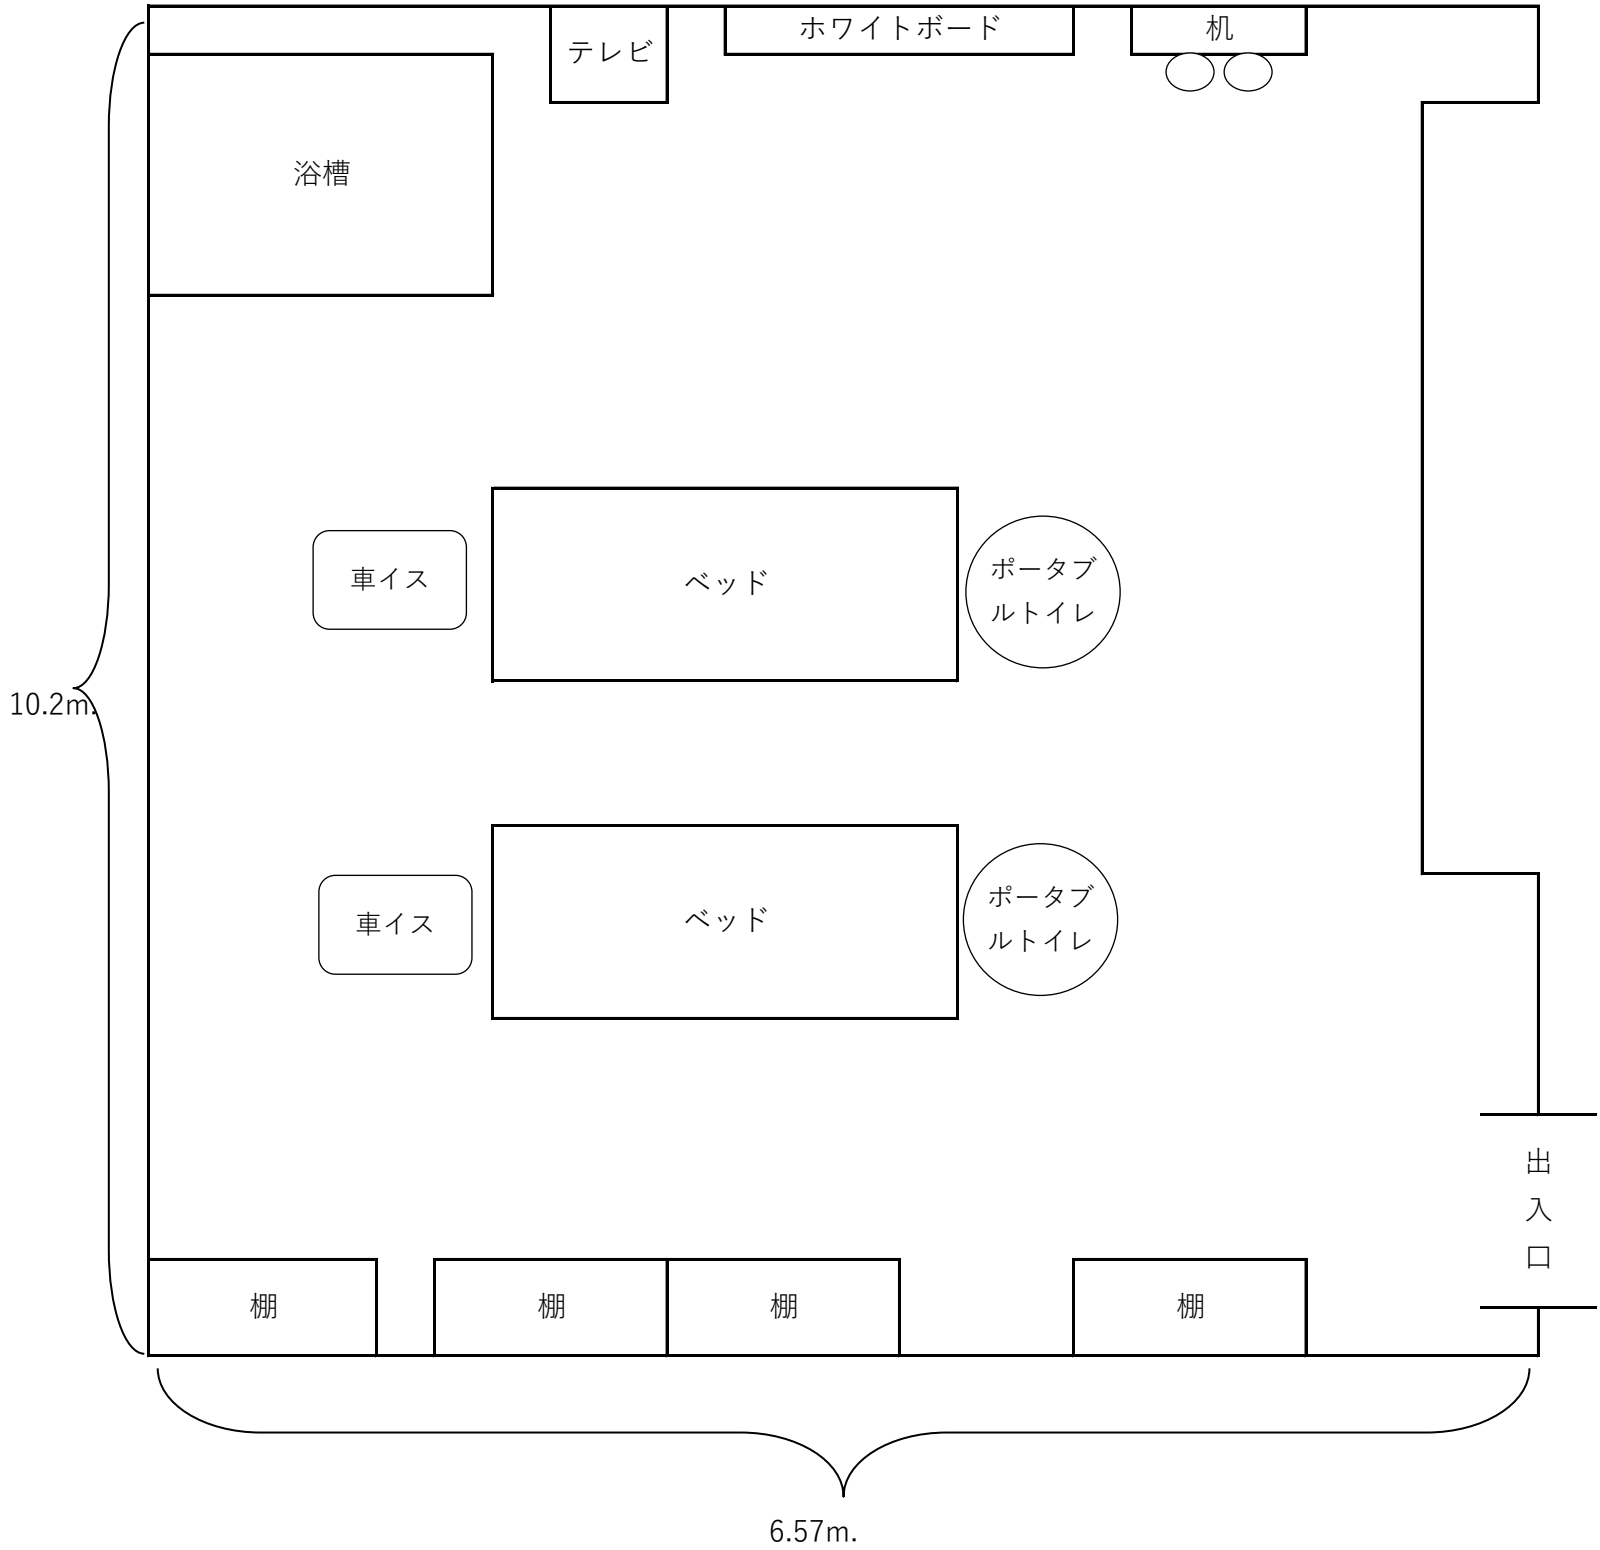 ホワイトボード
机
テレビ
浴槽
車イス
ベッド
ポータブ
ルトイレ
10.2m.
車イス
ベッド
ポータブ
ルトイレ
出
入
口
棚
棚
棚
棚
6.57m.